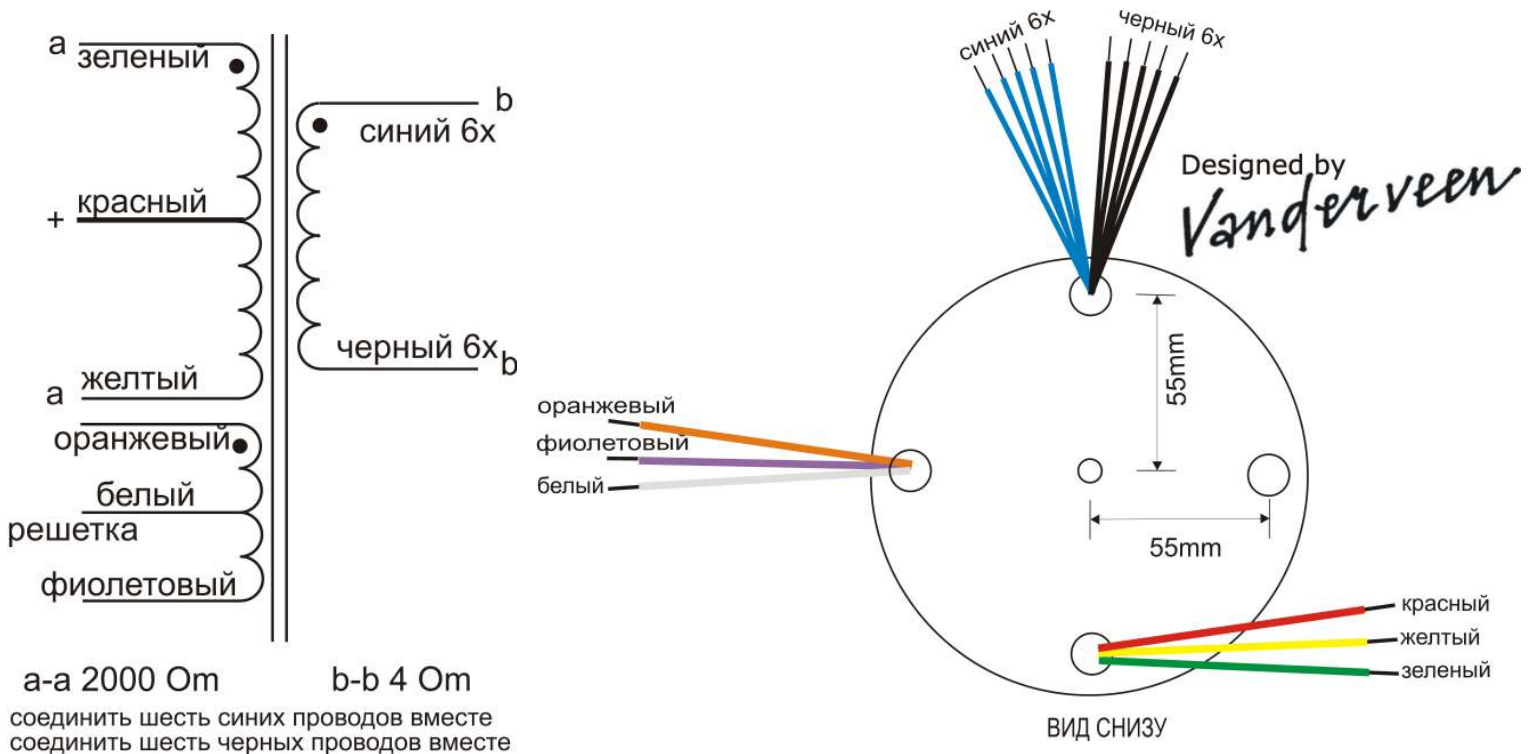 a
зеленый
+
красный
a
желтый
оранжевый
белый
решетка
фиолетовый
b
синий 6x
черный 6x
b
a-a 2000 Om
b-b 4 Om
соединить шесть синих проводов вместе
соединить шесть черных проводов вместе
синий 6x
черный 6x
Designed by
Vanderveen
55mm
55mm
оранжевый
фиолетовый
белый
красный
желтый
зеленый
ВИД СНИЗУ